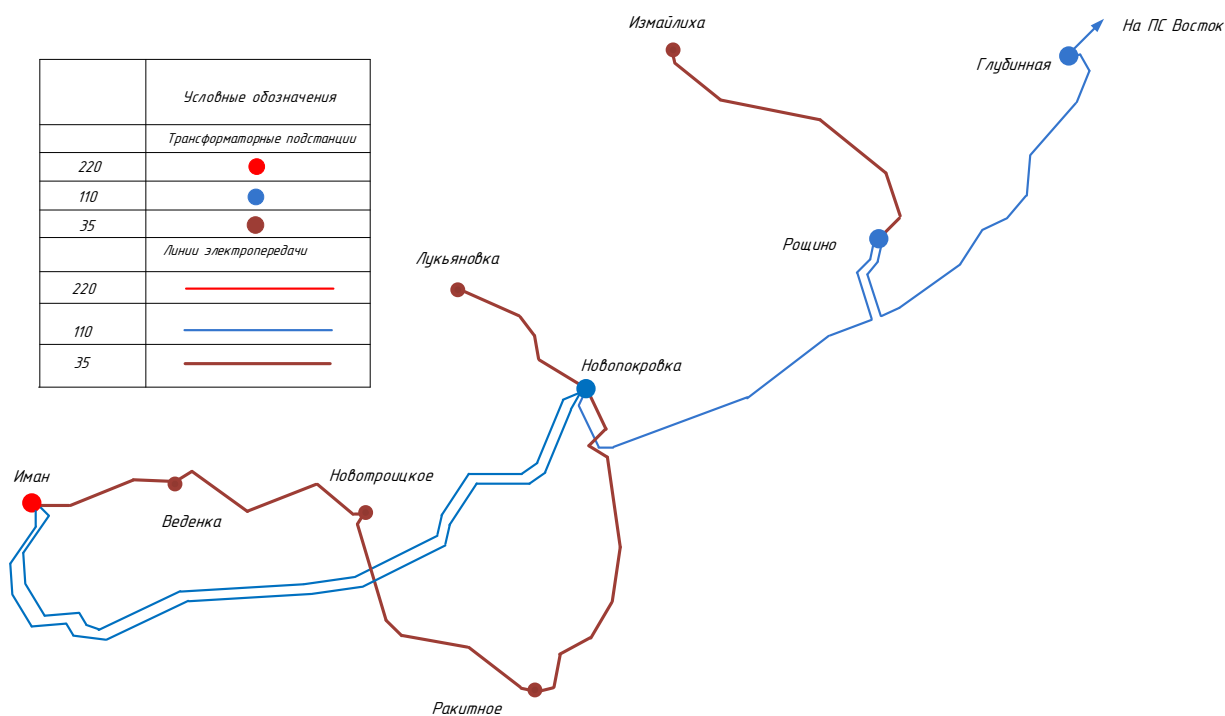 Измайлиха
На ПС Восток
Глубинная
Условные обозначения
Трансформаторные подстанции
220
110
35
Линии электропередачи
220
110
35
Рощино
Лукьяновка
Новопокровка
Иман
Новотроицкое
Веденка
Ракитное